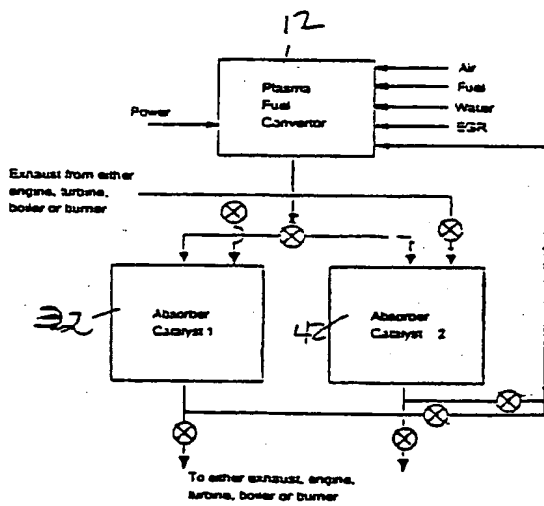 12
Plasma
Fuel
Convertor
Air
Fuel
Water
EGR
Power
Exhaust from either
engine, turbine,
boiler or burner
32
Absorber
Catalyst 1
42
Absorber
Catalyst 2
To either exhaust, engine,
turbine, boiler or burner